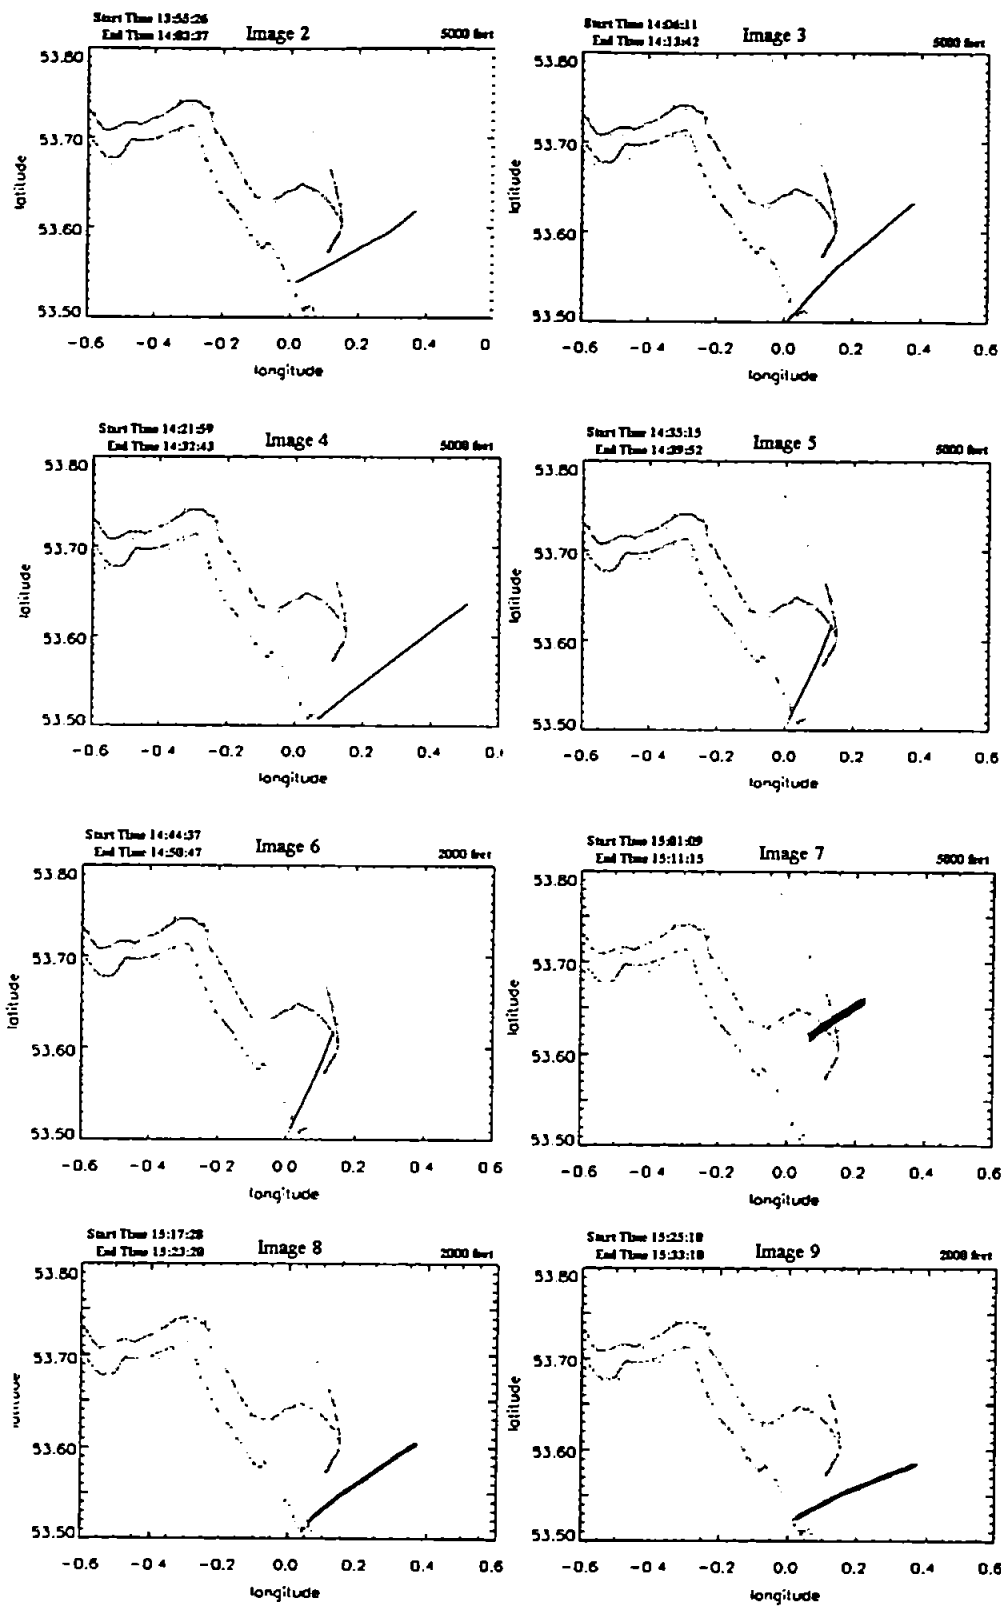 Start Time 13:55:26
End Time 14:03:37
Image 2
5000 feet
53.80
53.70
53.60
53.50
latitude
-0.6 -0.4 -0.2 0.0 0.2 0.4 0
longitude
Start Time 14:06:11
End Time 14:13:42
Image 3
5000 feet
53.80
53.70
53.60
53.50
latitude
-0.6 -0.4 -0.2 0.0 0.2 0.4 0.6
longitude
Start Time 14:21:59
End Time 14:32:43
Image 4
5000 feet
53.80
53.70
53.60
53.50
latitude
-0.6 -0.4 -0.2 0.0 0.2 0.4 0.
longitude
Start Time 14:35:15
End Time 14:39:52
Image 5
5000 feet
53.80
53.70
53.60
53.50
latitude
-0.6 -0.4 -0.2 0.0 0.2 0.4 0.6
longitude
Start Time 14:44:37
End Time 14:50:47
Image 6
2000 feet
53.80
53.70
53.60
53.50
latitude
-0.6 -0.4 -0.2 0.0 0.2 0.4 0.6
longitude
Start Time 15:01:09
End Time 15:11:15
Image 7
5000 feet
53.80
53.70
53.60
53.50
latitude
-0.6 -0.4 -0.2 0.0 0.2 0.4 0.6
longitude
Start Time 15:17:28
End Time 15:23:20
Image 8
2000 feet
53.80
53.70
53.60
53.50
latitude
-0.6 -0.4 -0.2 0.0 0.2 0.4 0.6
longitude
Start Time 15:25:10
End Time 15:33:10
Image 9
2000 feet
53.80
53.70
53.60
53.50
latitude
-0.6 -0.4 -0.2 0.0 0.2 0.4 0.6
longitude